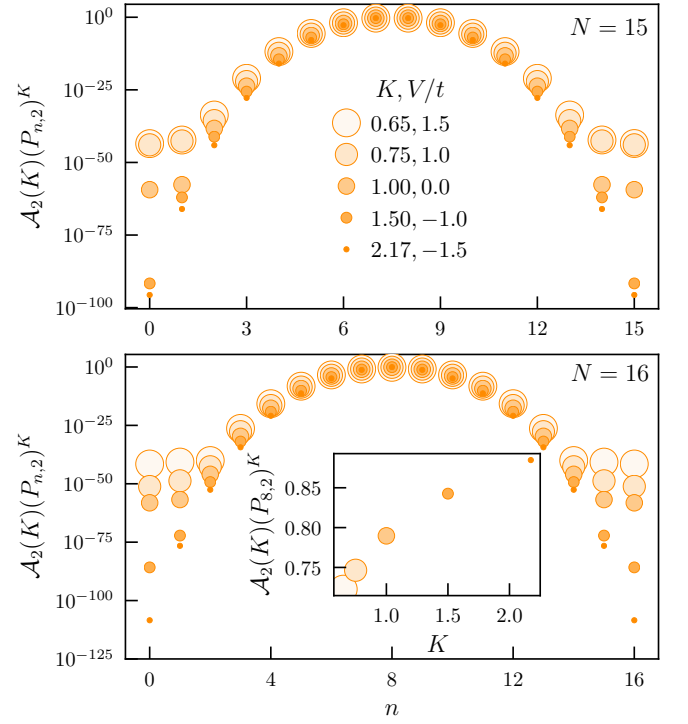 10^0
10^−25
10^−50
10^−75
10^−100
𝒜_2(K)(P_{n,2})^K
N = 15
K, V/t
0.65, 1.5
0.75, 1.0
1.00, 0.0
1.50, −1.0
2.17, −1.5
0 3 6 9 12 15
10^0
10^−25
10^−50
10^−75
10^−100
10^−125
𝒜_2(K)(P_{n,2})^K
N = 16
0.85
0.80
0.75
𝒜_2(K)(P_{8,2})^K
1.0 1.5 2.0
K
0 4 8 12 16
n